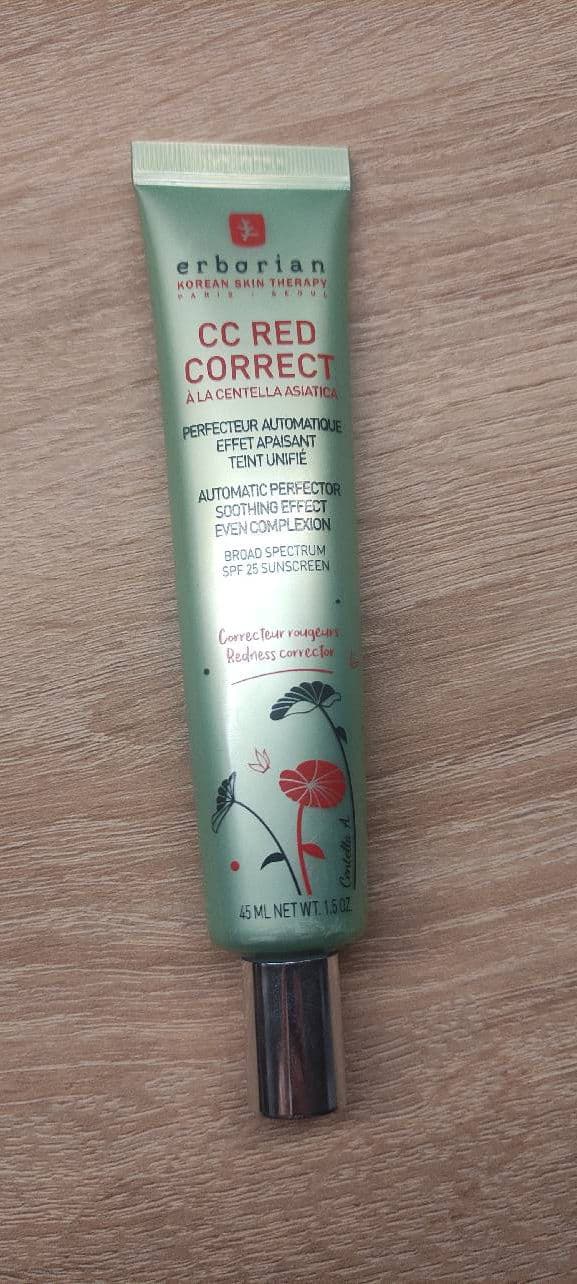 erborian
KOREAN SKIN THERAPY
PARIS · SEOUL
CC RED
CORRECT
À LA CENTELLA ASIATICA
PERFECTEUR AUTOMATIQUE
EFFET APAISANT
TEINT UNIFIÉ
AUTOMATIC PERFECTOR
SOOTHING EFFECT
EVEN COMPLEXION
BROAD SPECTRUM
SPF 25 SUNSCREEN
Correcteur rougeurs
Redness corrector
Centella A.
45 ML NET WT. 1.5 OZ.